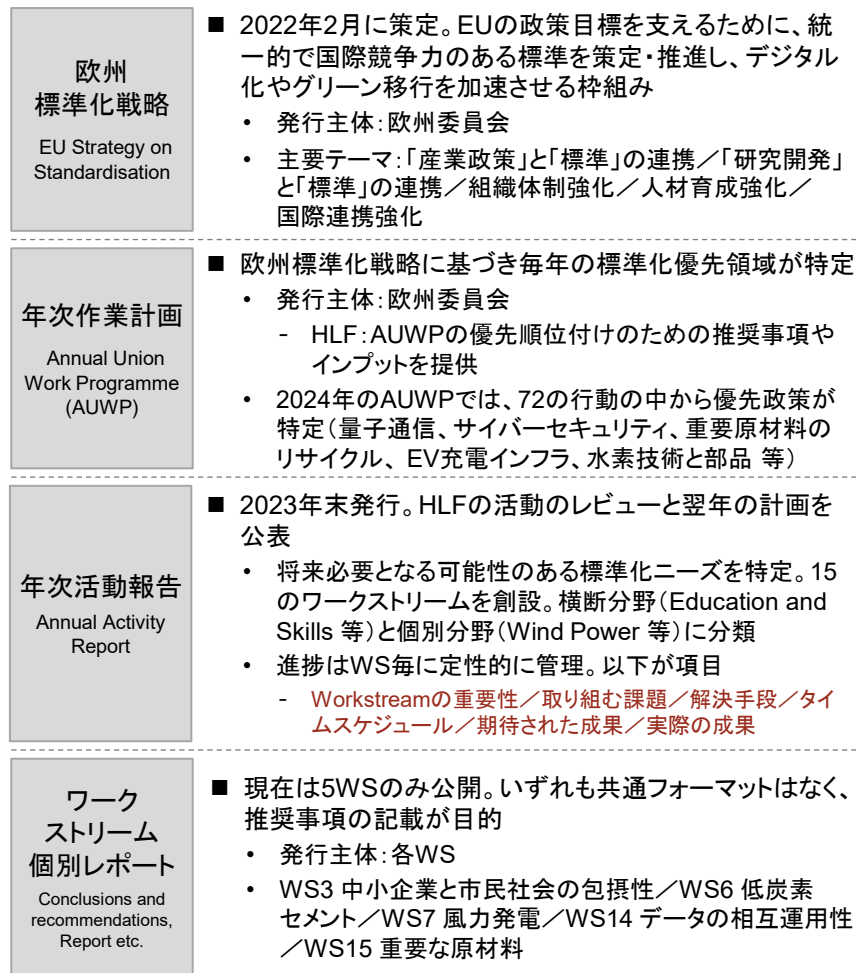 欧州
標準化戦略
EU Strategy on
Standardisation
■ 2022年2月に策定。EUの政策目標を支えるために、統
一的で国際競争力のある標準を策定・推進し、デジタル
化やグリーン移行を加速させる枠組み
• 発行主体：欧州委員会
• 主要テーマ：「産業政策」と「標準」の連携／「研究開発」
と「標準」の連携／組織体制強化／人材育成強化／
国際連携強化
年次作業計画
Annual Union
Work Programme
(AUWP)
■ 欧州標準化戦略に基づき毎年の標準化優先領域が特定
• 発行主体：欧州委員会
- HLF：AUWPの優先順位付けのための推奨事項や
インプットを提供
• 2024年のAUWPでは、72の行動の中から優先政策が
特定（量子通信、サイバーセキュリティ、重要原材料の
リサイクル、 EV充電インフラ、水素技術と部品 等）
年次活動報告
Annual Activity
Report
■ 2023年末発行。HLFの活動のレビューと翌年の計画を
公表
• 将来必要となる可能性のある標準化ニーズを特定。15
のワークストリームを創設。横断分野（Education and
Skills 等）と個別分野（Wind Power 等）に分類
• 進捗はWS毎に定性的に管理。以下が項目
- Workstreamの重要性／取り組む課題／解決手段／タイ
ムスケジュール／期待された成果／実際の成果
ワーク
ストリーム
個別レポート
Conclusions and
recommendations,
Report etc.
■ 現在は5WSのみ公開。いずれも共通フォーマットはなく、
推奨事項の記載が目的
• 発行主体：各WS
• WS3 中小企業と市民社会の包摂性／WS6 低炭素
セメント／WS7 風力発電／WS14 データの相互運用性
／WS15 重要な原材料